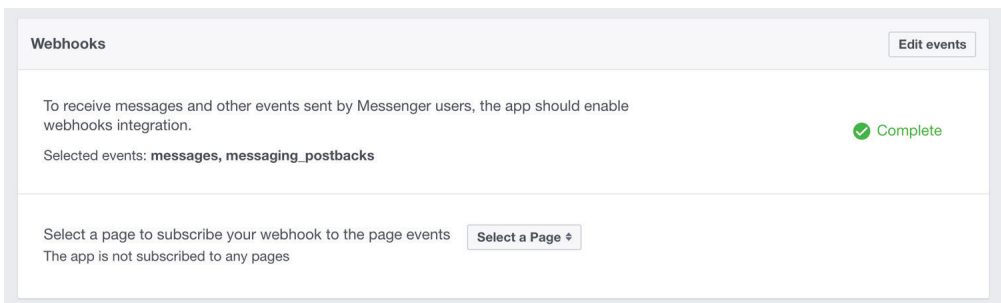 Webhooks
Edit events
To receive messages and other events sent by Messenger users, the app should enable
webhooks integration.
Complete
Selected events: messages, messaging_postbacks
Select a page to subscribe your webhook to the page events
Select a Page
The app is not subscribed to any pages